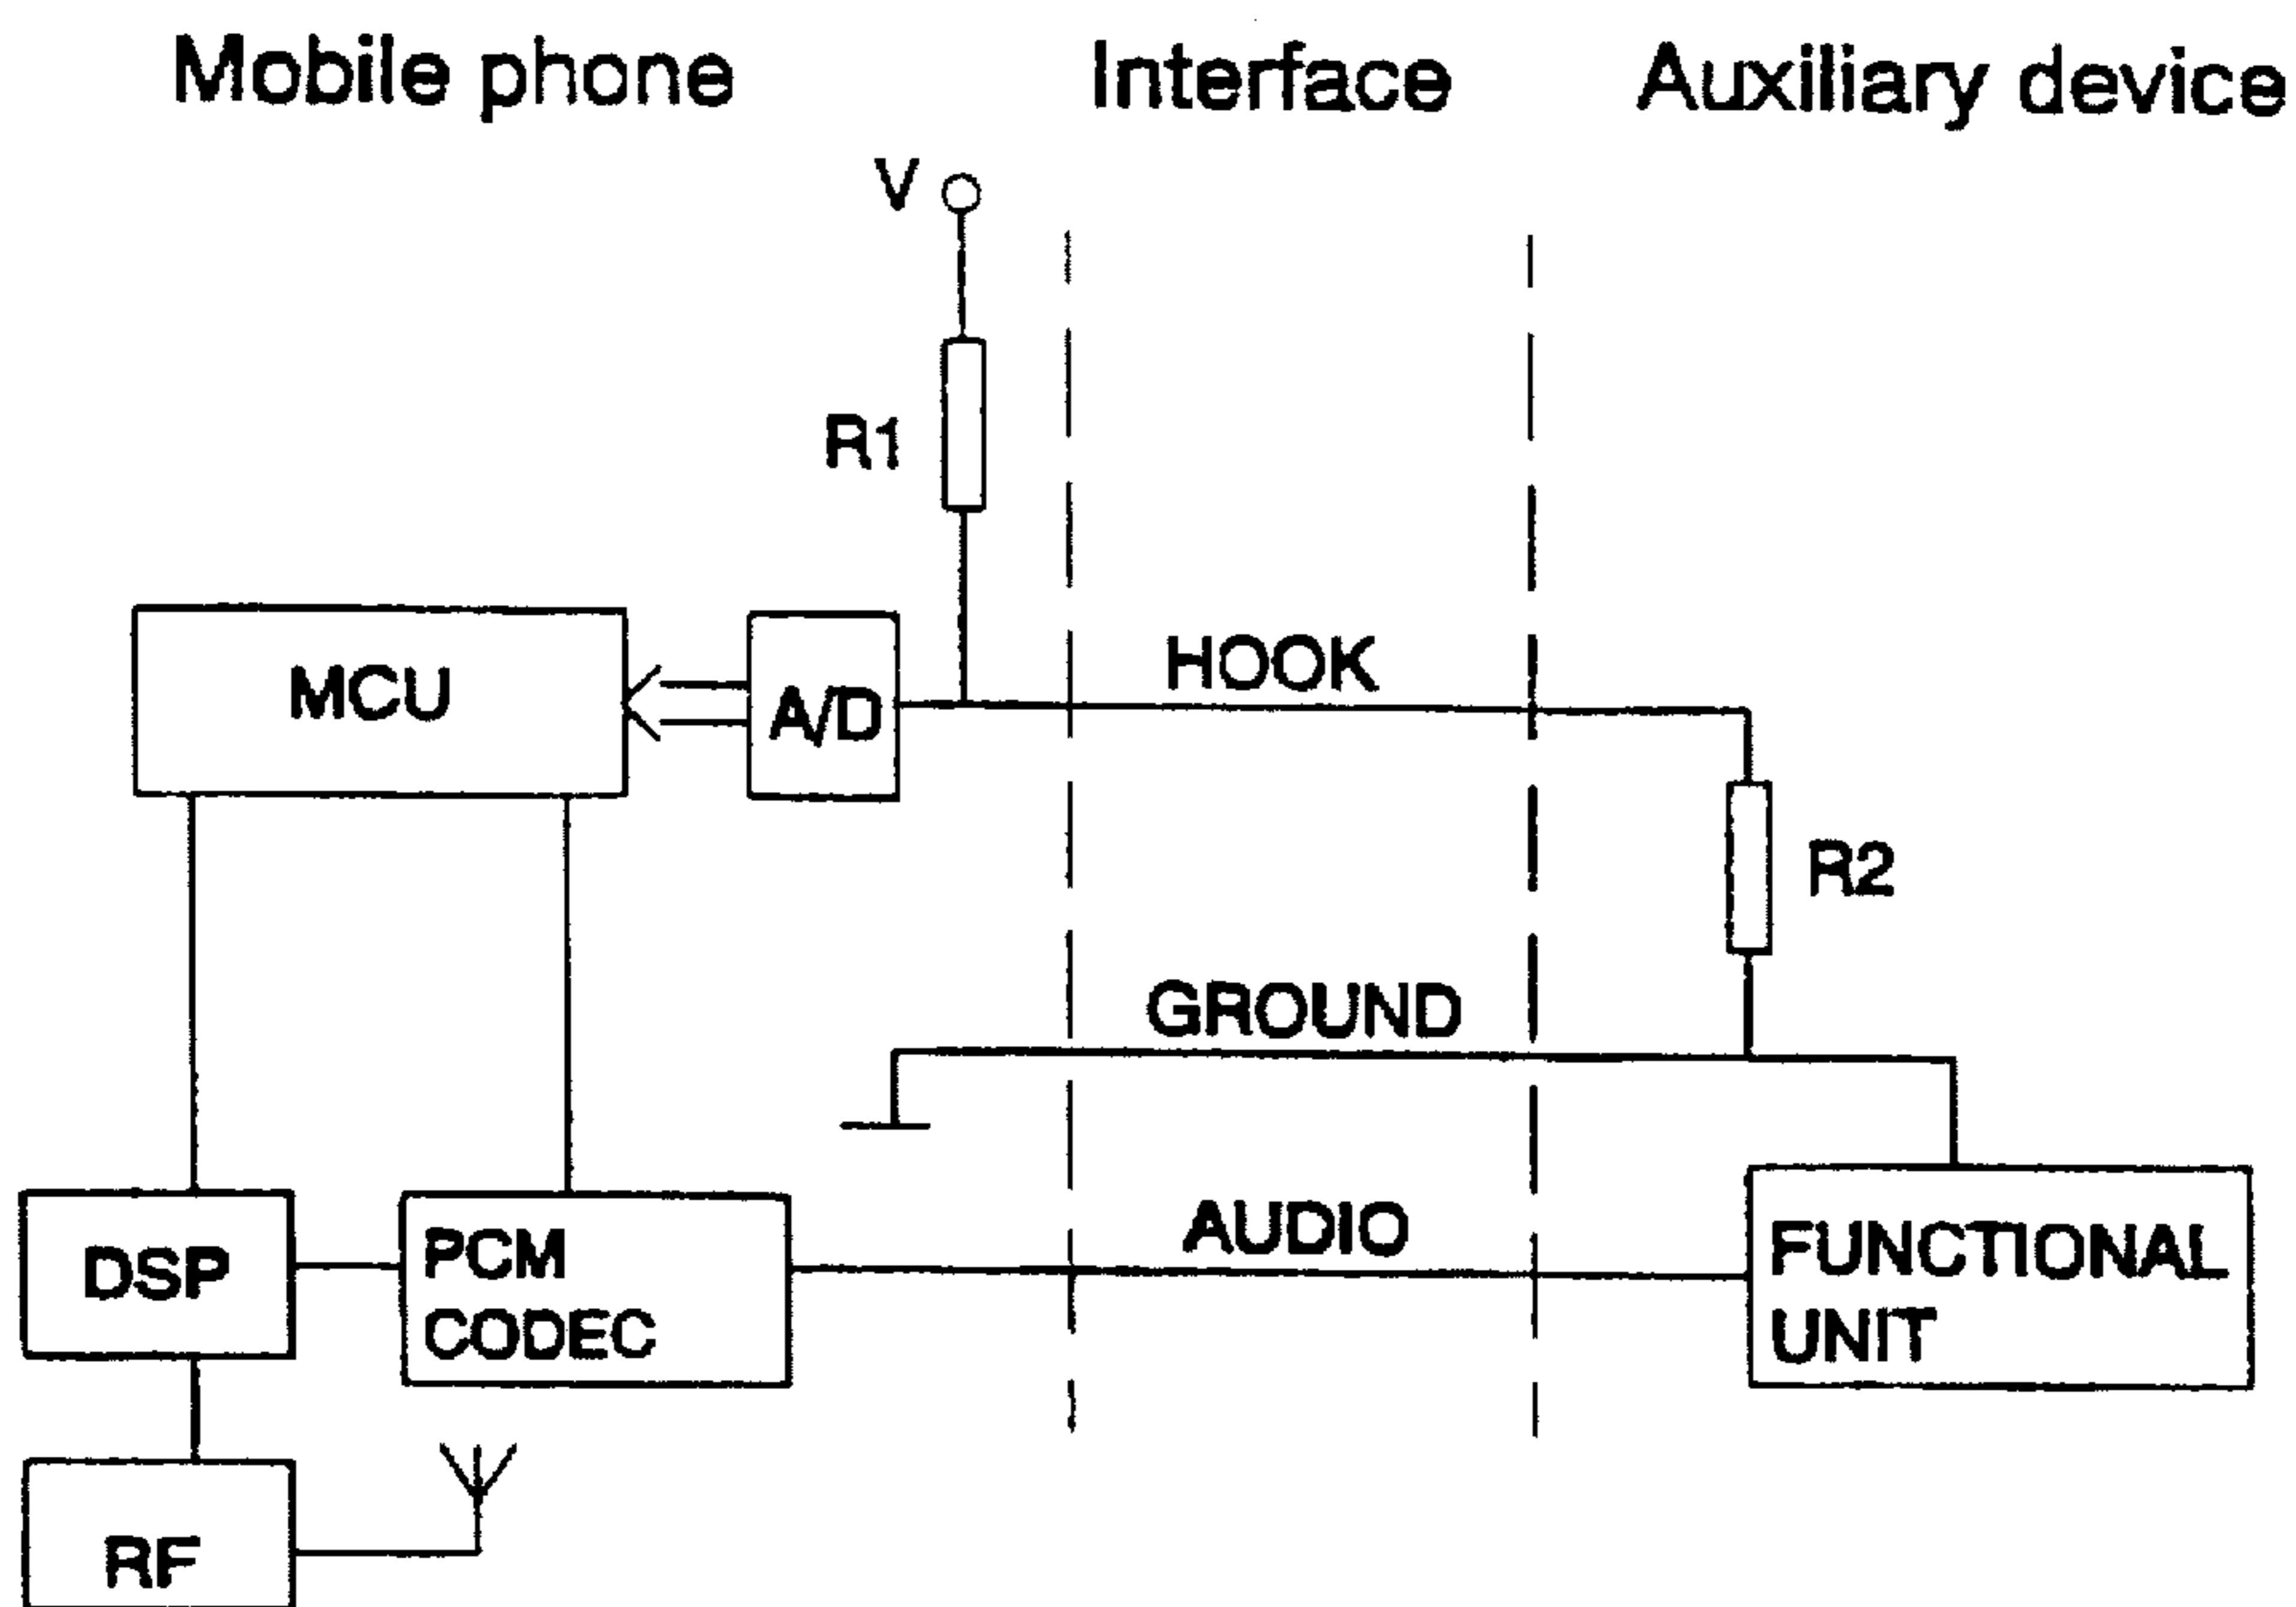 Mobile phone
Interface
Auxiliary device
V
R1
HOOK
MCU
A/D
R2
GROUND
AUDIO
DSP
PCM
CODEC
FUNCTIONAL
UNIT
RF